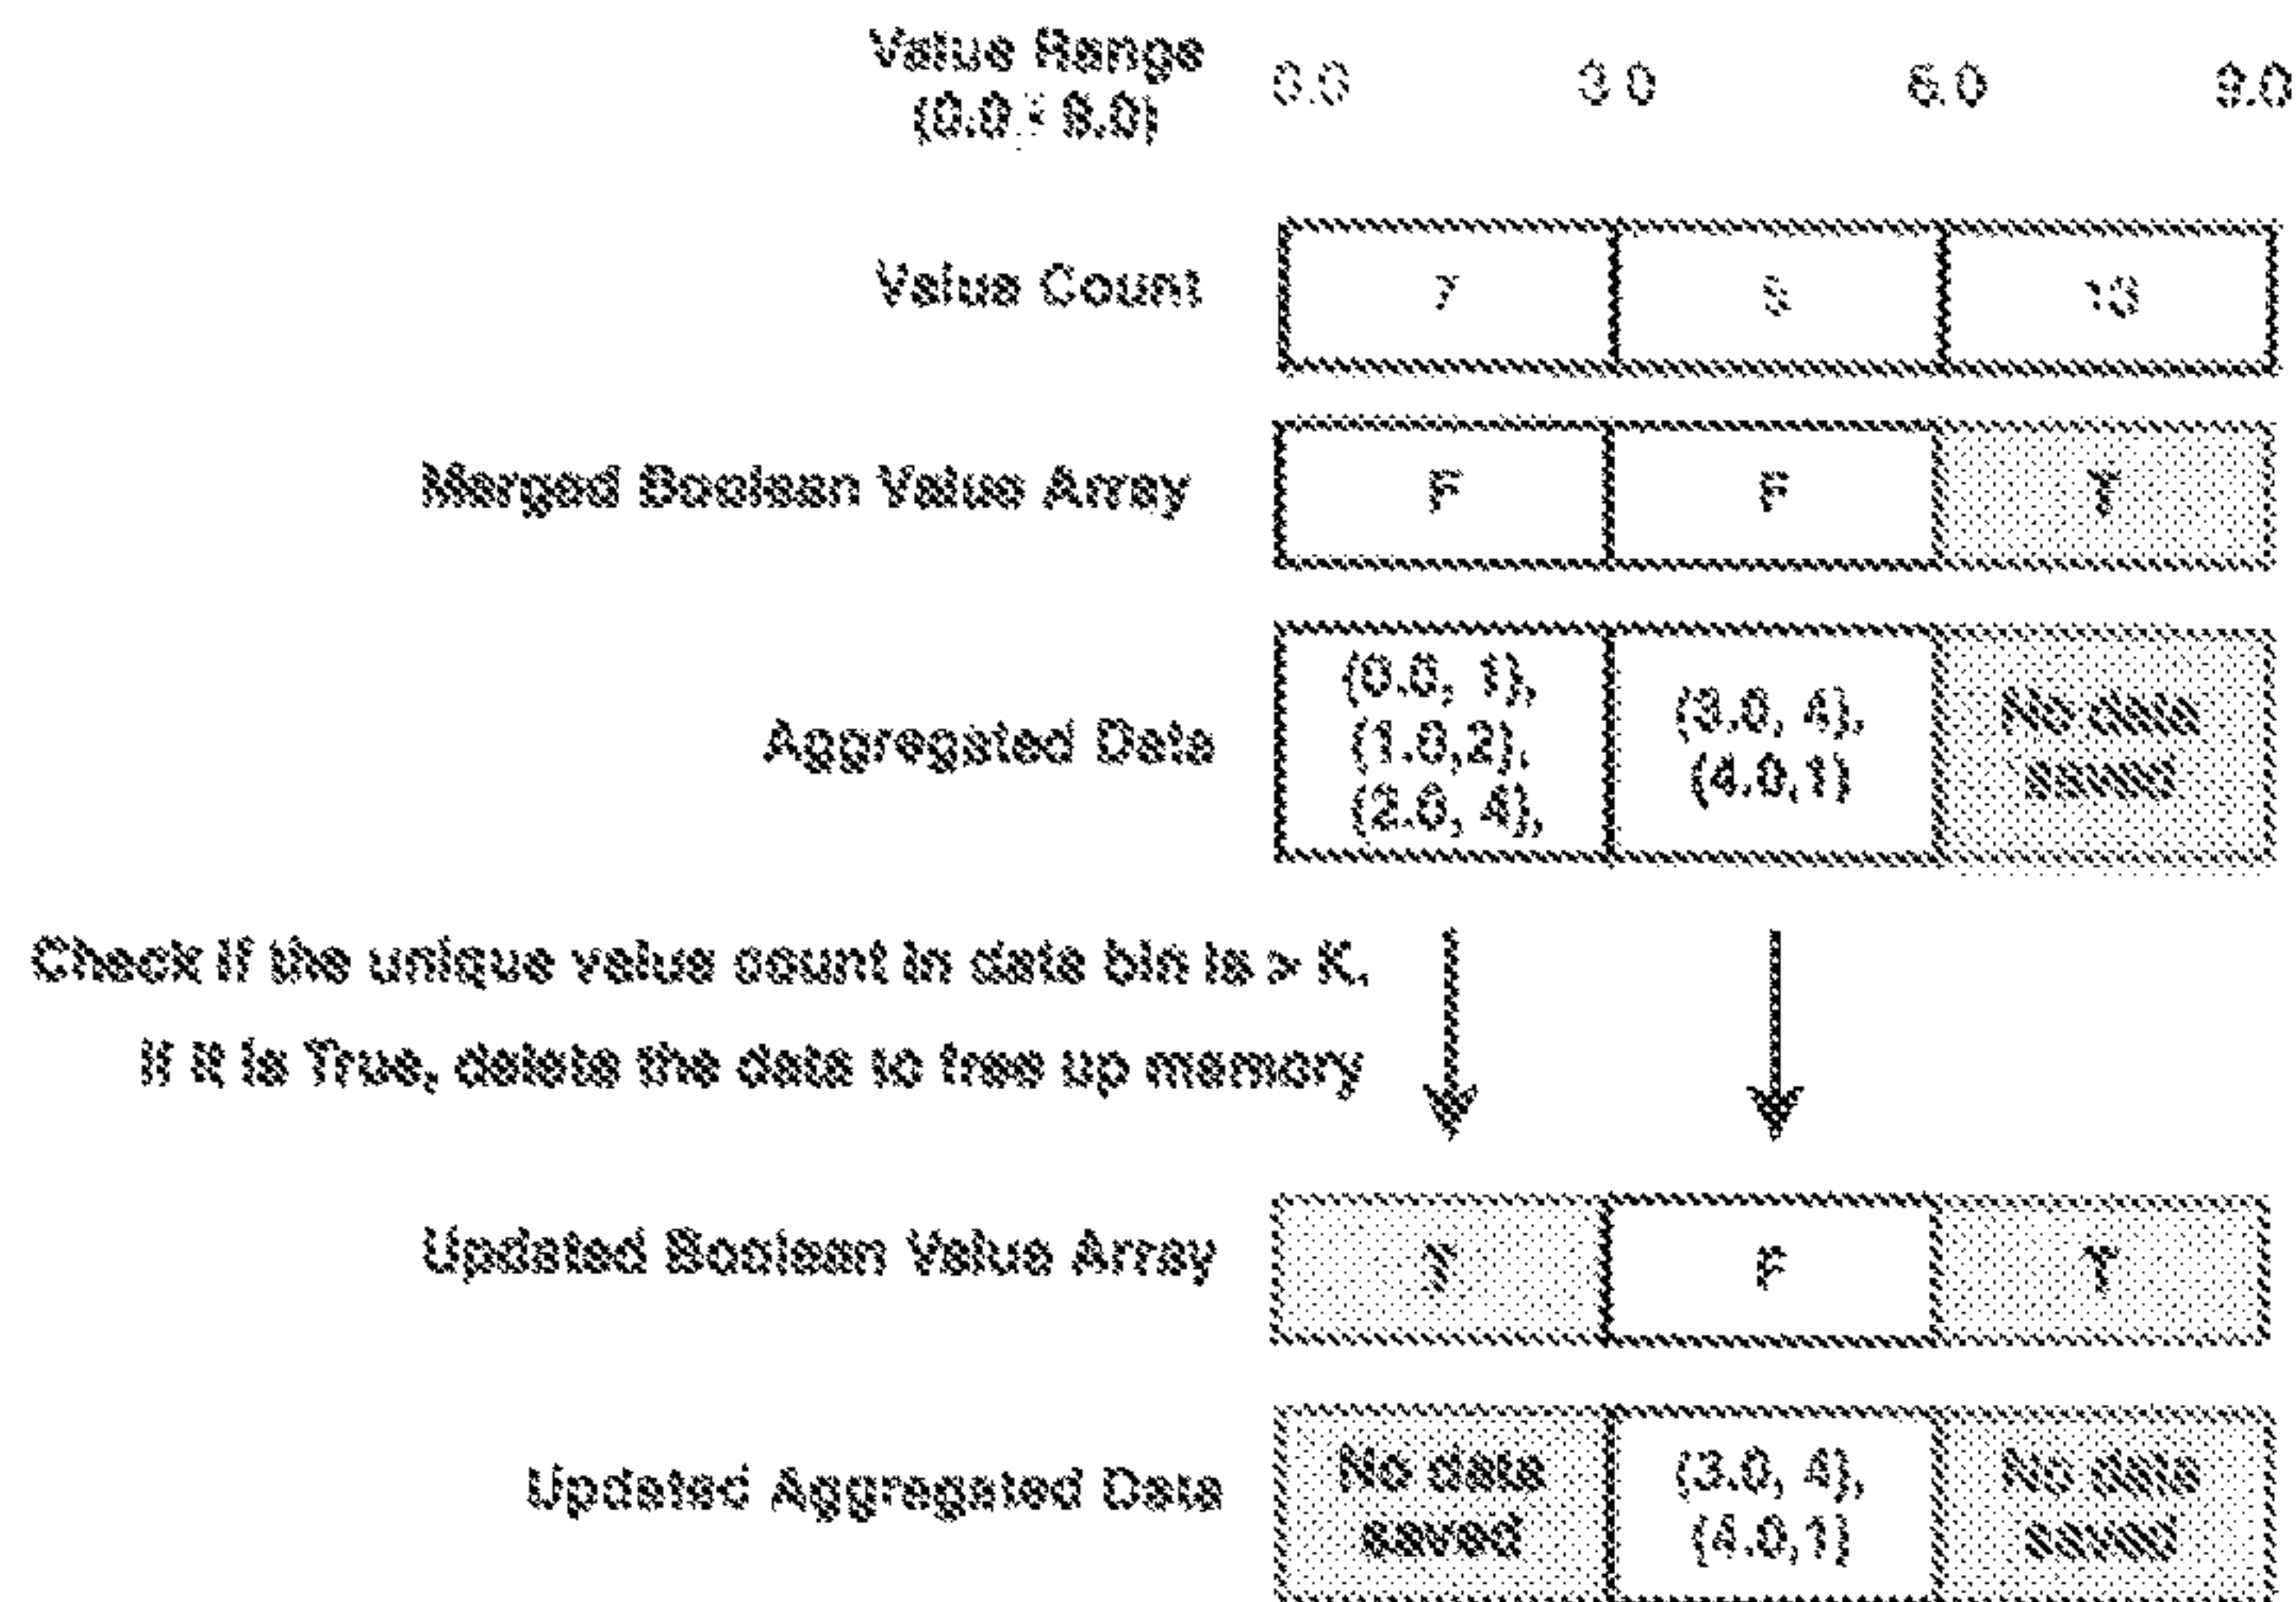 Value Range
(0.0 - 9.0)
0.0 3.0 6.0 9.0
Value Count
7 5
Merged Boolean Value Array
F F T
Aggregated Data
(0.0, 1),
(1.0,2),
(2.0, 4),
(3.0, 4),
(4.0,1)
No data
saved
Check if the unique value count in data bin is > K.
If it is True, delete the data to free up memory
Updated Boolean Value Array
T F T
Updated Aggregated Data
No data
saved
(3.0, 4),
(4.0,1)
No data
saved